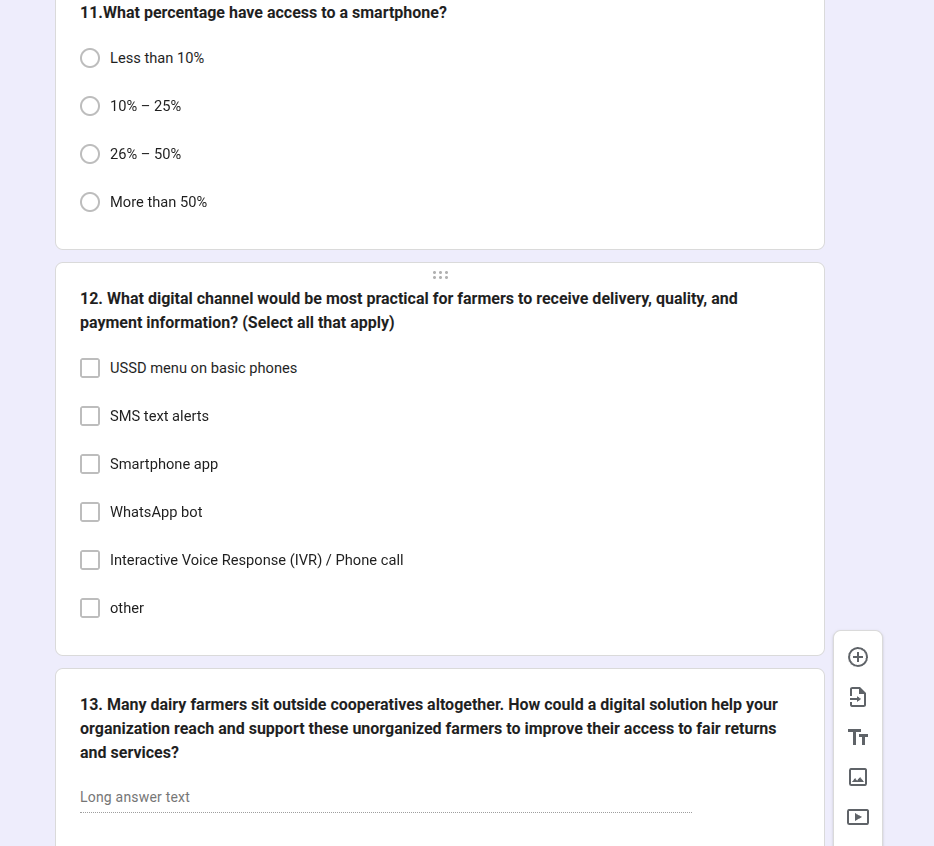 11.What percentage have access to a smartphone?
Less than 10%
10% – 25%
26% – 50%
More than 50%
12. What digital channel would be most practical for farmers to receive delivery, quality, and
payment information? (Select all that apply)
USSD menu on basic phones
SMS text alerts
Smartphone app
WhatsApp bot
Interactive Voice Response (IVR) / Phone call
other
13. Many dairy farmers sit outside cooperatives altogether. How could a digital solution help your
organization reach and support these unorganized farmers to improve their access to fair returns
and services?
Long answer text